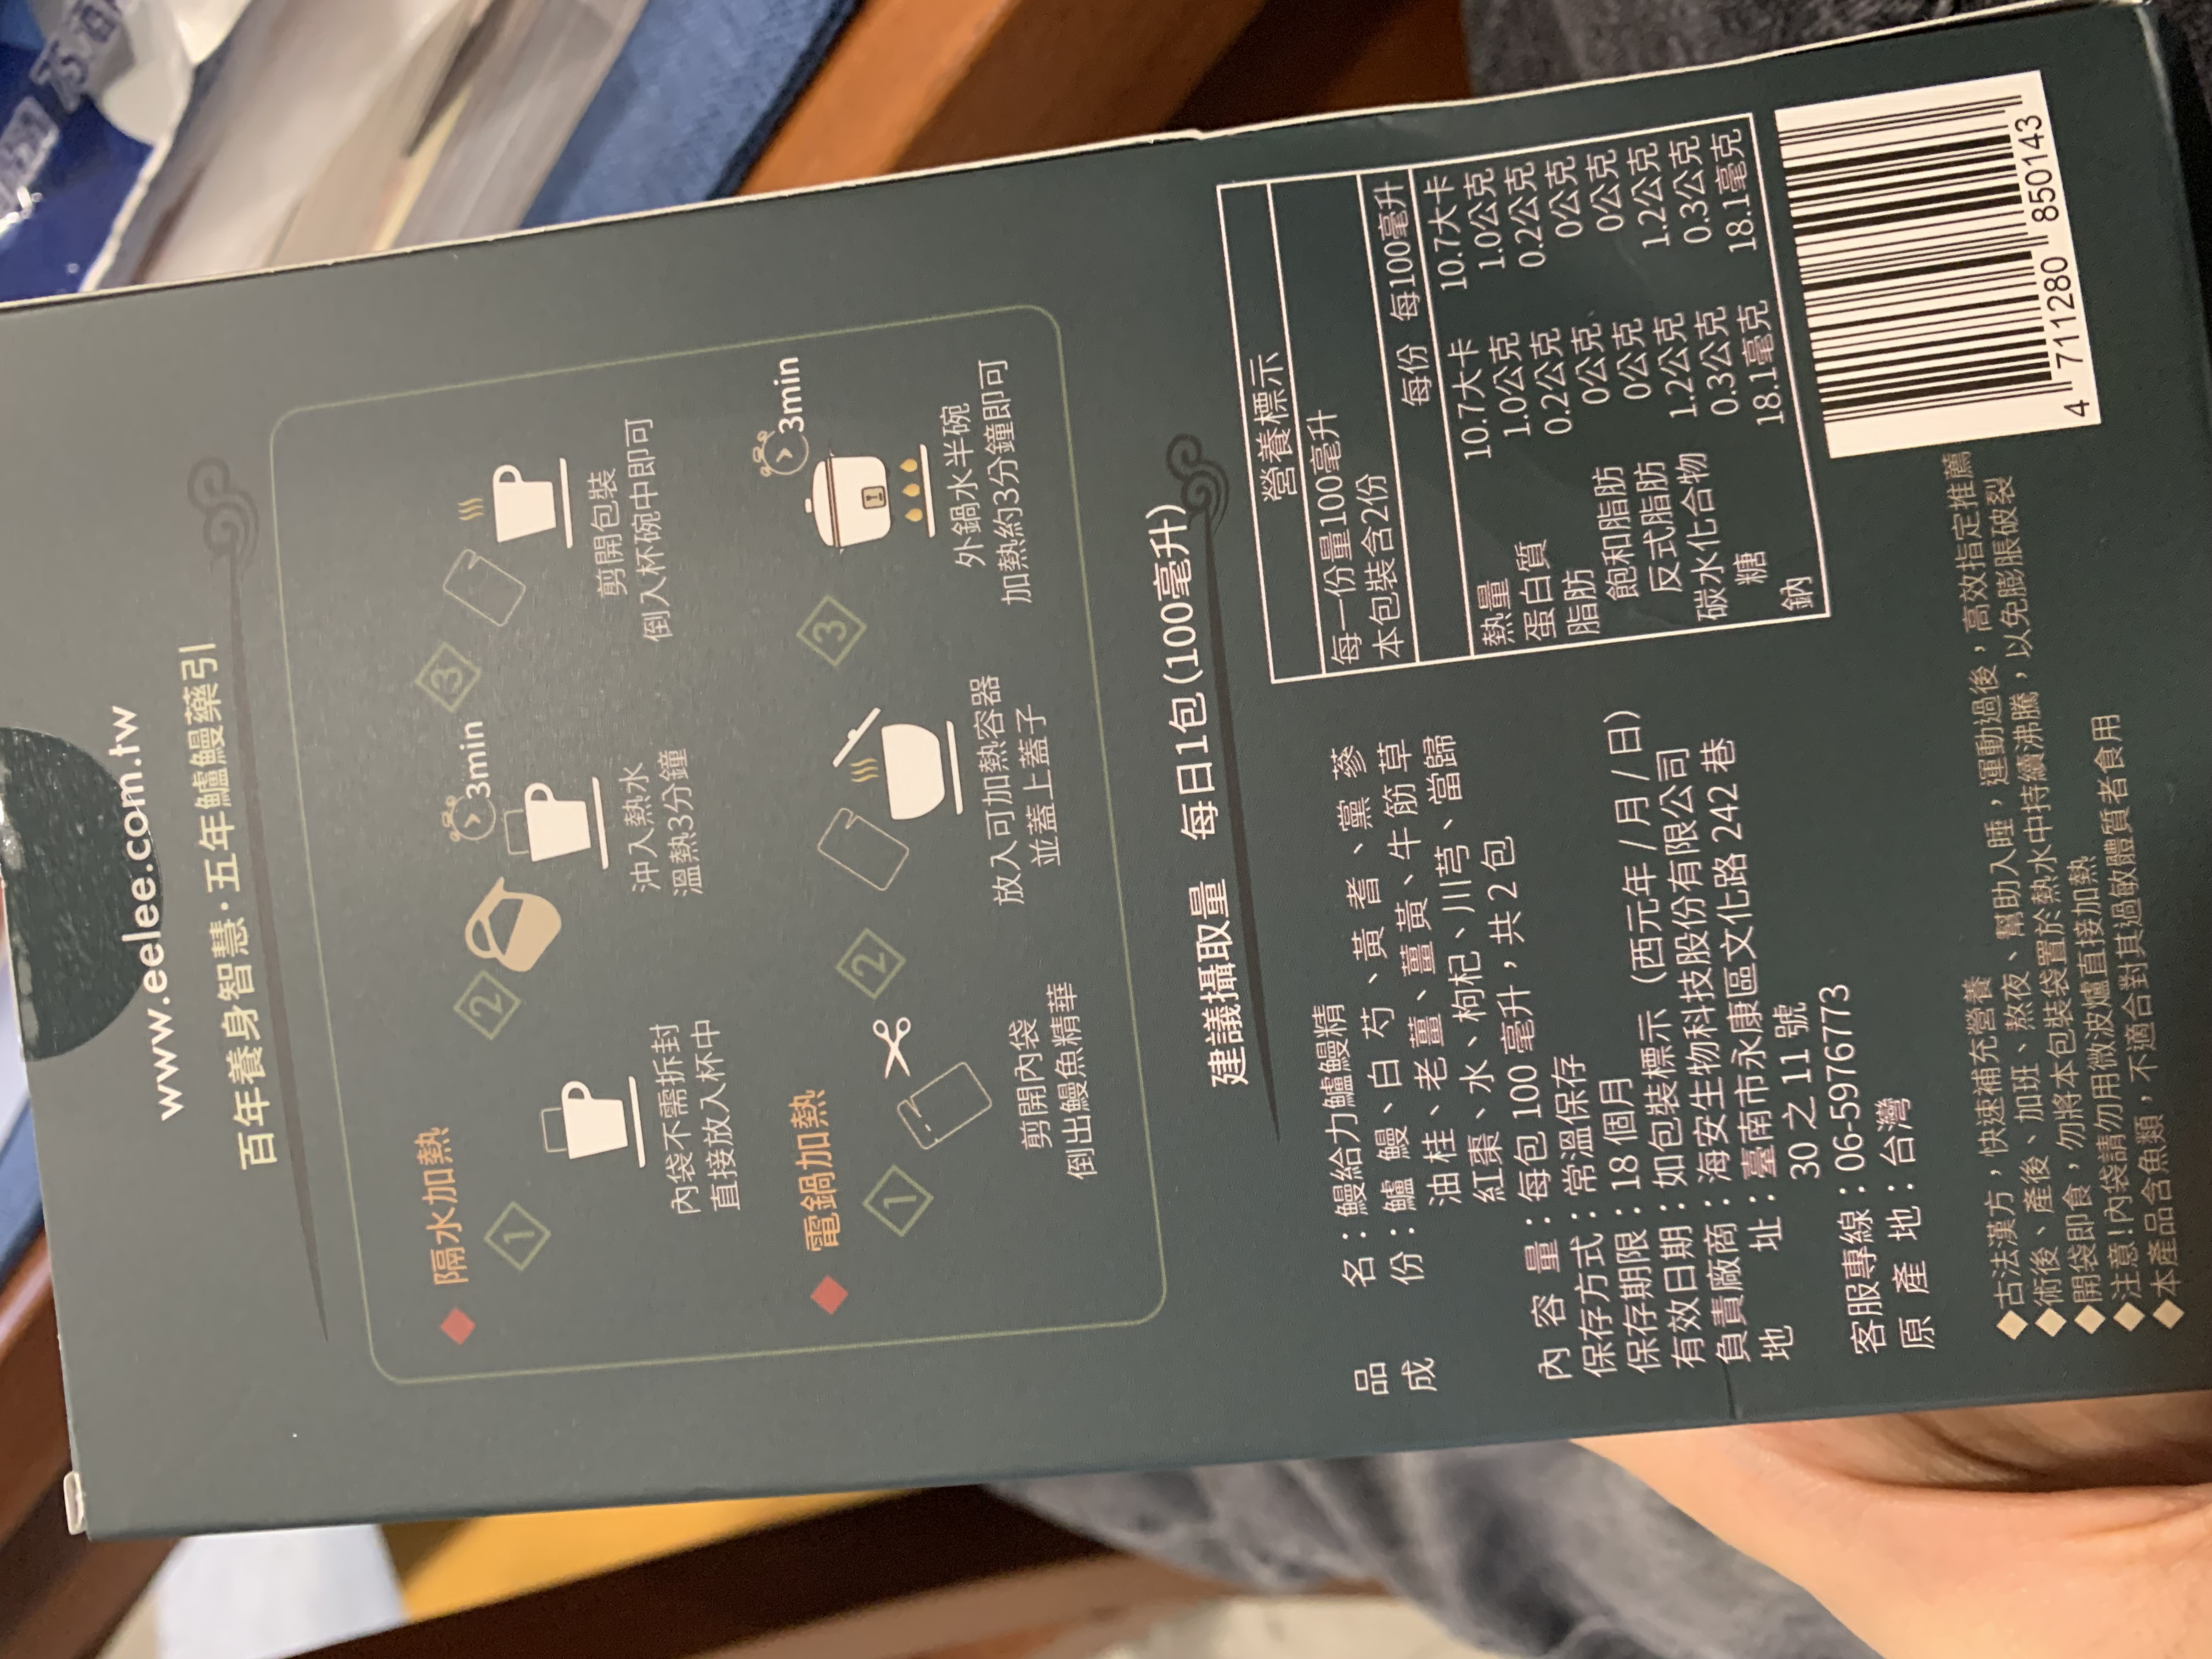 www.eelee.com.tw
百年養身智慧·五年鱸鰻藥引
隔水加熱
1
2
3min
3
內袋不需拆封
直接放入杯中
沖入熱水
溫熱3分鐘
剪開包裝
倒入杯碗中即可
電鍋加熱
1
2
3
3min
剪開內袋
倒出鰻魚精華
放入可加熱容器
並蓋上蓋子
外鍋水半碗
加熱約3分鐘即可
建議攝取量 每日1包(100毫升)
品名：鰻給力鱸鰻精
成份：鱸鰻、白芍、黃耆、黨蔘
油桂、老薑、薑黃、牛筋草
紅棗、水、枸杞、川芎、當歸
內容量：每包100毫升，共2包
保存方式：常溫保存
保存期限：18個月
有效日期：如包裝標示（西元年/月/日）
負責廠商：海安生物科技股份有限公司
地址：臺南市永康區文化路242巷
30之11號
客服專線：06-5976773
原產地：台灣
營養標示
每一份量100毫升
本包裝含2份
每份 每100毫升
熱量 10.7大卡 10.7大卡
蛋白質 1.0公克 1.0公克
脂肪 0.2公克 0.2公克
飽和脂肪 0公克 0公克
反式脂肪 0公克 0公克
碳水化合物 1.2公克 1.2公克
糖 0.3公克 0.3公克
鈉 18.1毫克 18.1毫克
4 711280 850143
◆古法漢方，快速補充營養
◆術後、產後、加班、熬夜、幫助入睡，運動過後，高效指定推薦
◆開袋即食，勿將本包裝袋置於熱水中持續沸騰，以免膨脹破裂
◆注意!內袋請勿用微波爐直接加熱
◆本產品含魚類，不適合對其過敏體質者食用